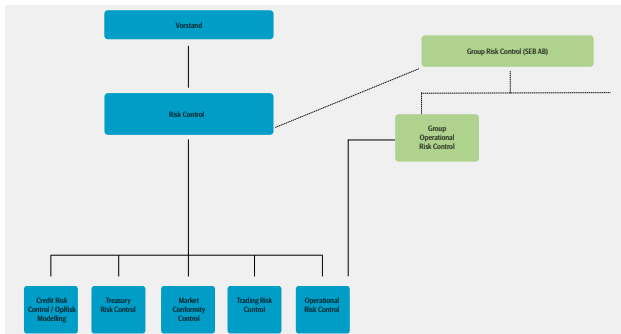 Vorstand
Group Risk Control (SEB AB)
Risk Control
Group
Operational
Risk Control
Credit Risk
Control / OpRisk
Modelling
Treasury
Risk Control
Market
Conformity
Control
Trading Risk
Control
Operational
Risk Control